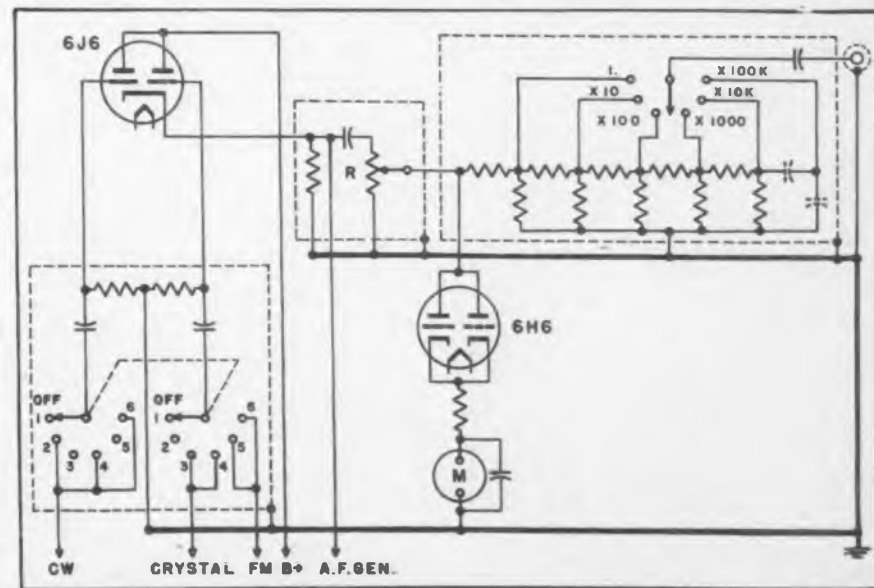 6J6
1.
X 10
X 100
X 100K
X 10K
X 1000
R
6H6
OFF
1
2
3
4
5
6
OFF
1
2
3
4
5
6
M
CW
CRYSTAL
FM
B+
A.F.GEN.